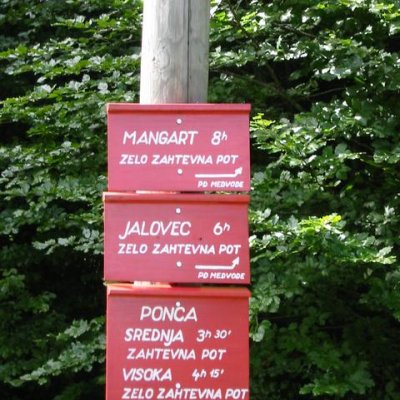 MANGART 8h
ZELO ZAHTEVNA POT
PD MEDVODE
JALOVEC 6h
ZELO ZAHTEVNA POT
PD MEDVODE
PONČA
SREDNJA 3h 30'
ZAHTEVNA POT
VISOKA 4h 15'
ZELO ZAHTEVNA POT